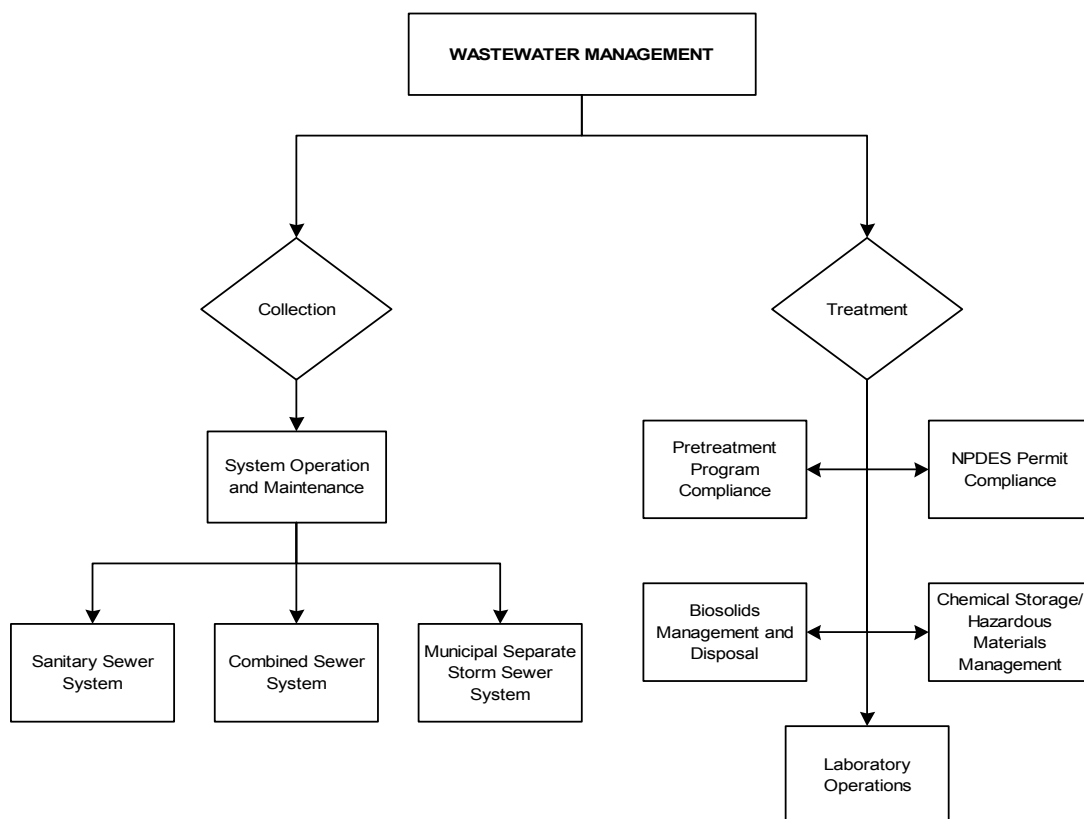 WASTEWATER MANAGEMENT
Collection
Treatment
System Operation
and Maintenance
Pretreatment
Program
Compliance
NPDES Permit
Compliance
Biosolids
Management and
Disposal
Chemical Storage/
Hazardous
Materials
Management
Sanitary Sewer
System
Combined Sewer
System
Municipal Separate
Storm Sewer
System
Laboratory
Operations